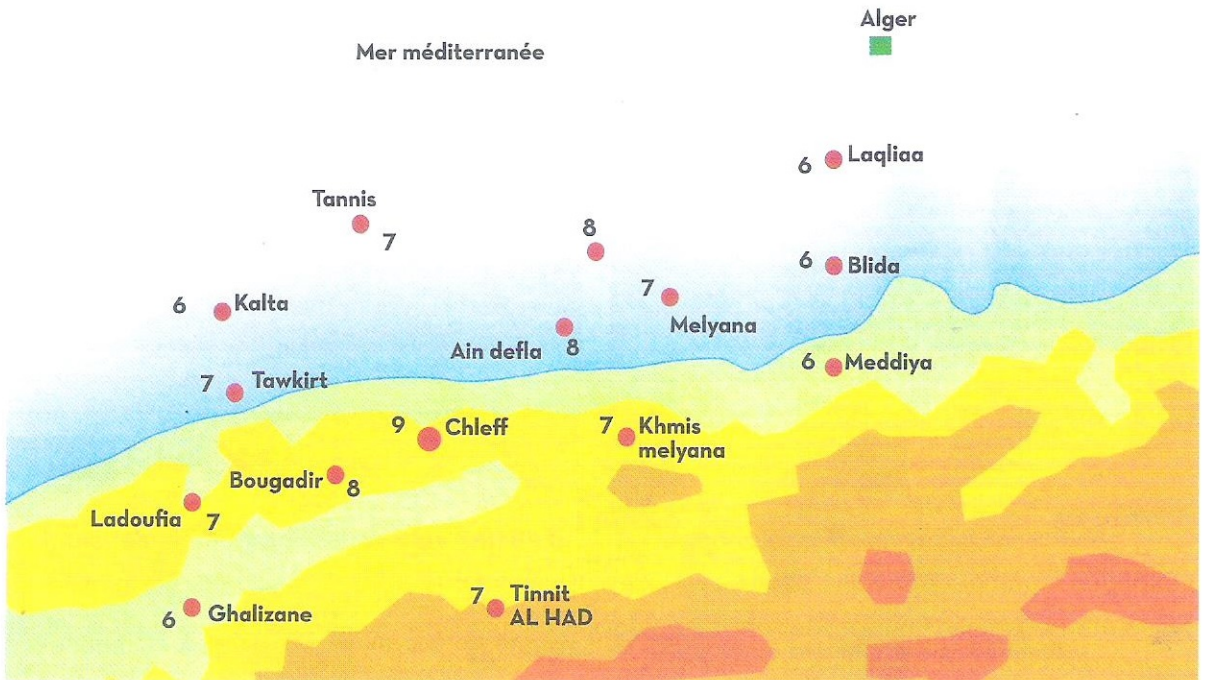 Alger
Mer méditerranée
6 Laqliaa
Tannis
7
8
6 Blida
6 Kalta
7
Melyana
Ain defla
8
6 Meddiya
7 Tawkirt
9 Chleff
7 Khmis
melyana
Bougadir 8
Ladoufia 7
7 Tinnit
AL HAD
6 Ghalizane